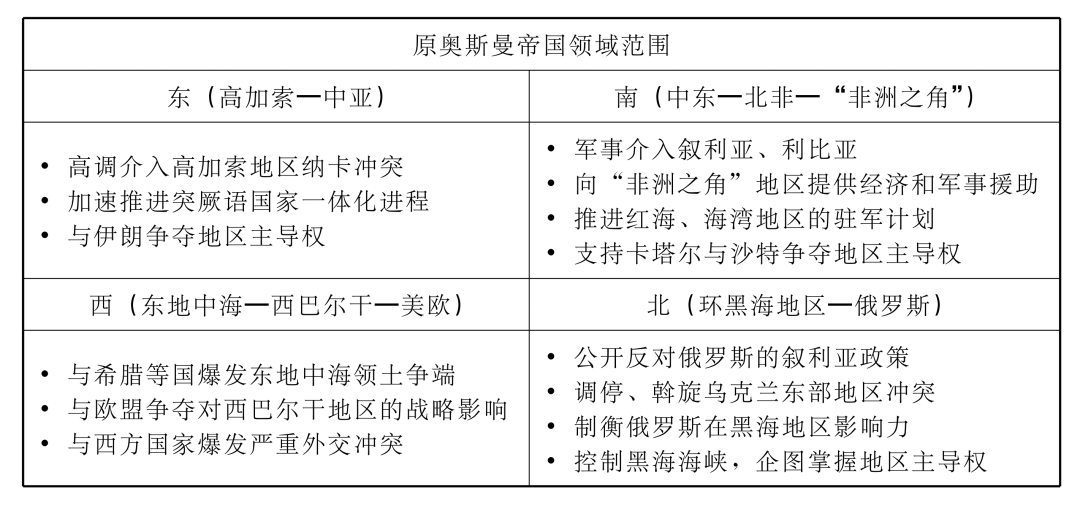 原奥斯曼帝国领域范围
东（高加索—中亚）
南（中东—北非—“非洲之角”）
• 高调介入高加索地区纳卡冲突
• 加速推进突厥语国家一体化进程
• 与伊朗争夺地区主导权
• 军事介入叙利亚、利比亚
• 向“非洲之角”地区提供经济和军事援助
• 推进红海、海湾地区的驻军计划
• 支持卡塔尔与沙特争夺地区主导权
西（东地中海—西巴尔干—美欧）
北（环黑海地区—俄罗斯）
• 与希腊等国爆发东地中海领土争端
• 与欧盟争夺对西巴尔干地区的战略影响
• 与西方国家爆发严重外交冲突
• 公开反对俄罗斯的叙利亚政策
• 调停、斡旋乌克兰东部地区冲突
• 制衡俄罗斯在黑海地区影响力
• 控制黑海海峡，企图掌握地区主导权